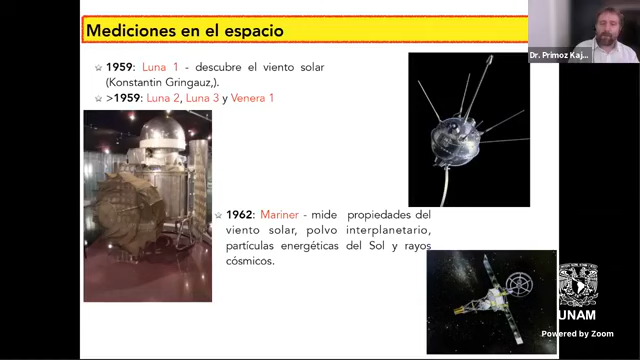 Mediciones en el espacio
Dr. Primoz Kaj...
☆ 1959: Luna 1 - descubre el viento solar
(Konstantin Gringauz,).
☆ >1959: Luna 2, Luna 3 y Venera 1
☆ 1962: Mariner - mide propiedades del
viento solar, polvo interplanetario,
partículas energéticas del Sol y rayos
cósmicos.
UNAM
Powered by Zoom